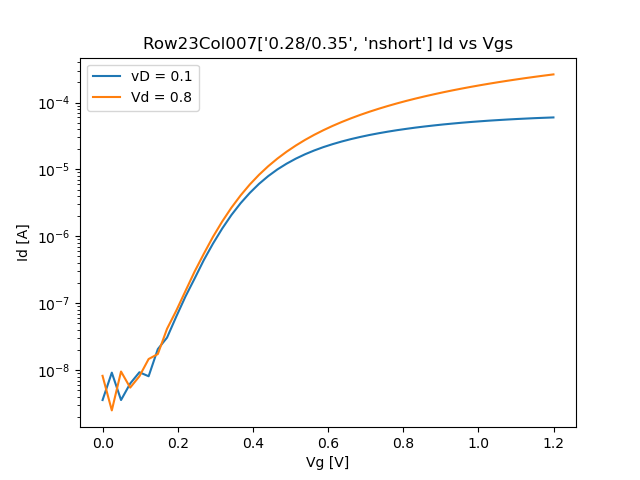 Row23Col007['0.28/0.35', 'nshort'] Id vs Vgs
vD = 0.1
Vd = 0.8
10⁻⁴
10⁻⁵
10⁻⁶
10⁻⁷
10⁻⁸
Id [A]
0.0 0.2 0.4 0.6 0.8 1.0 1.2
Vg [V]